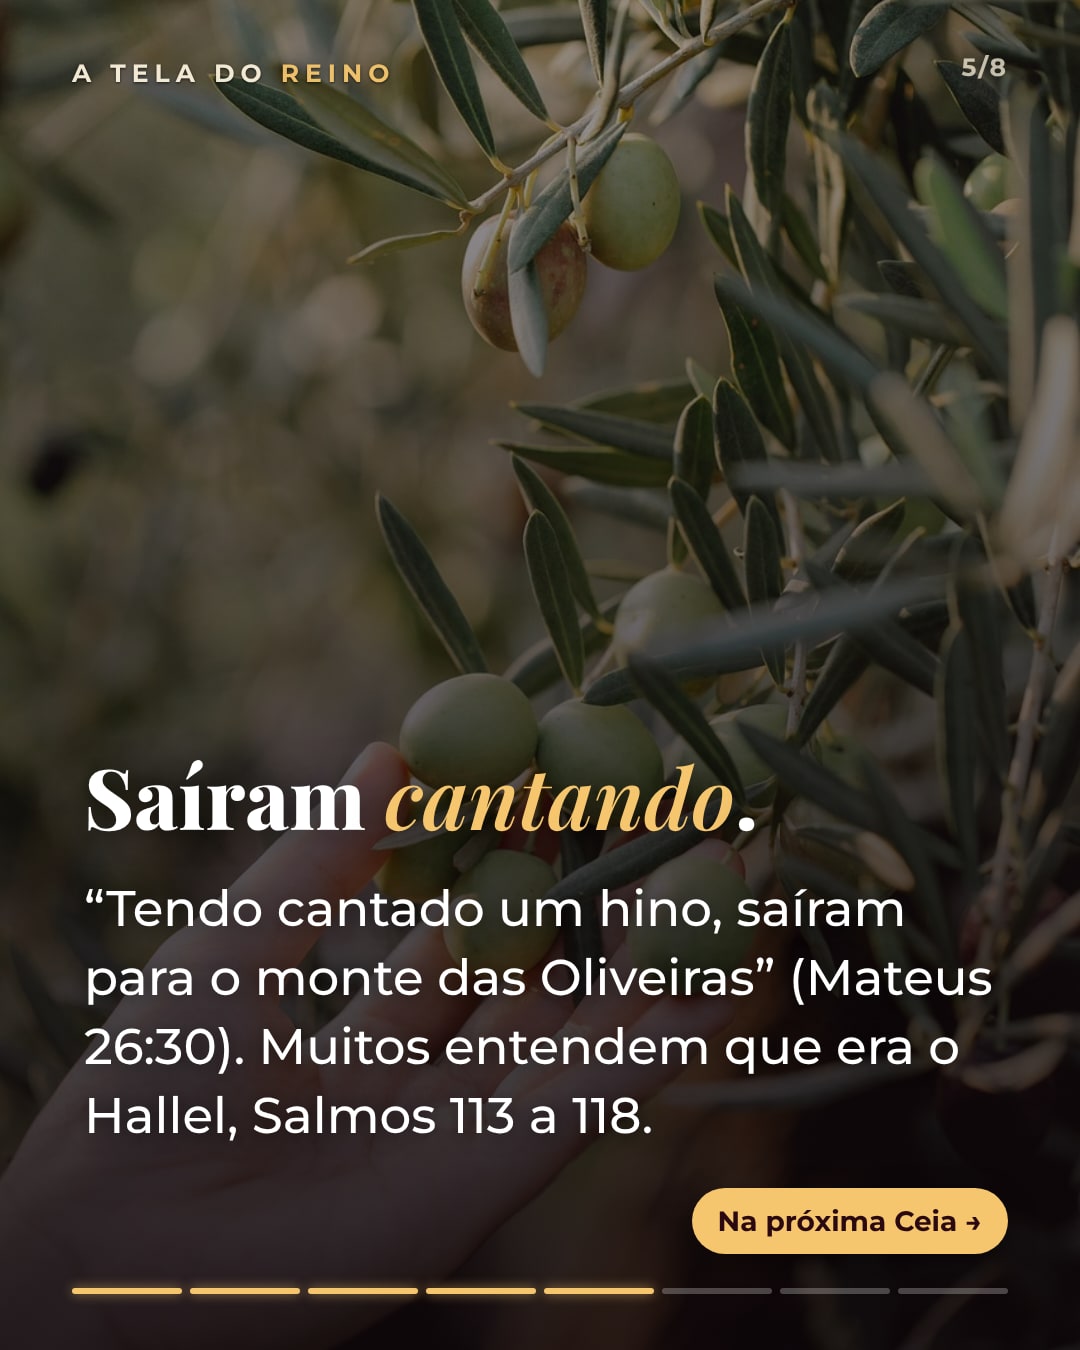 A TELA DO REINO
5/8
Saíram cantando.
“Tendo cantado um hino, saíram
para o monte das Oliveiras” (Mateus
26:30). Muitos entendem que era o
Hallel, Salmos 113 a 118.
Na próxima Ceia →